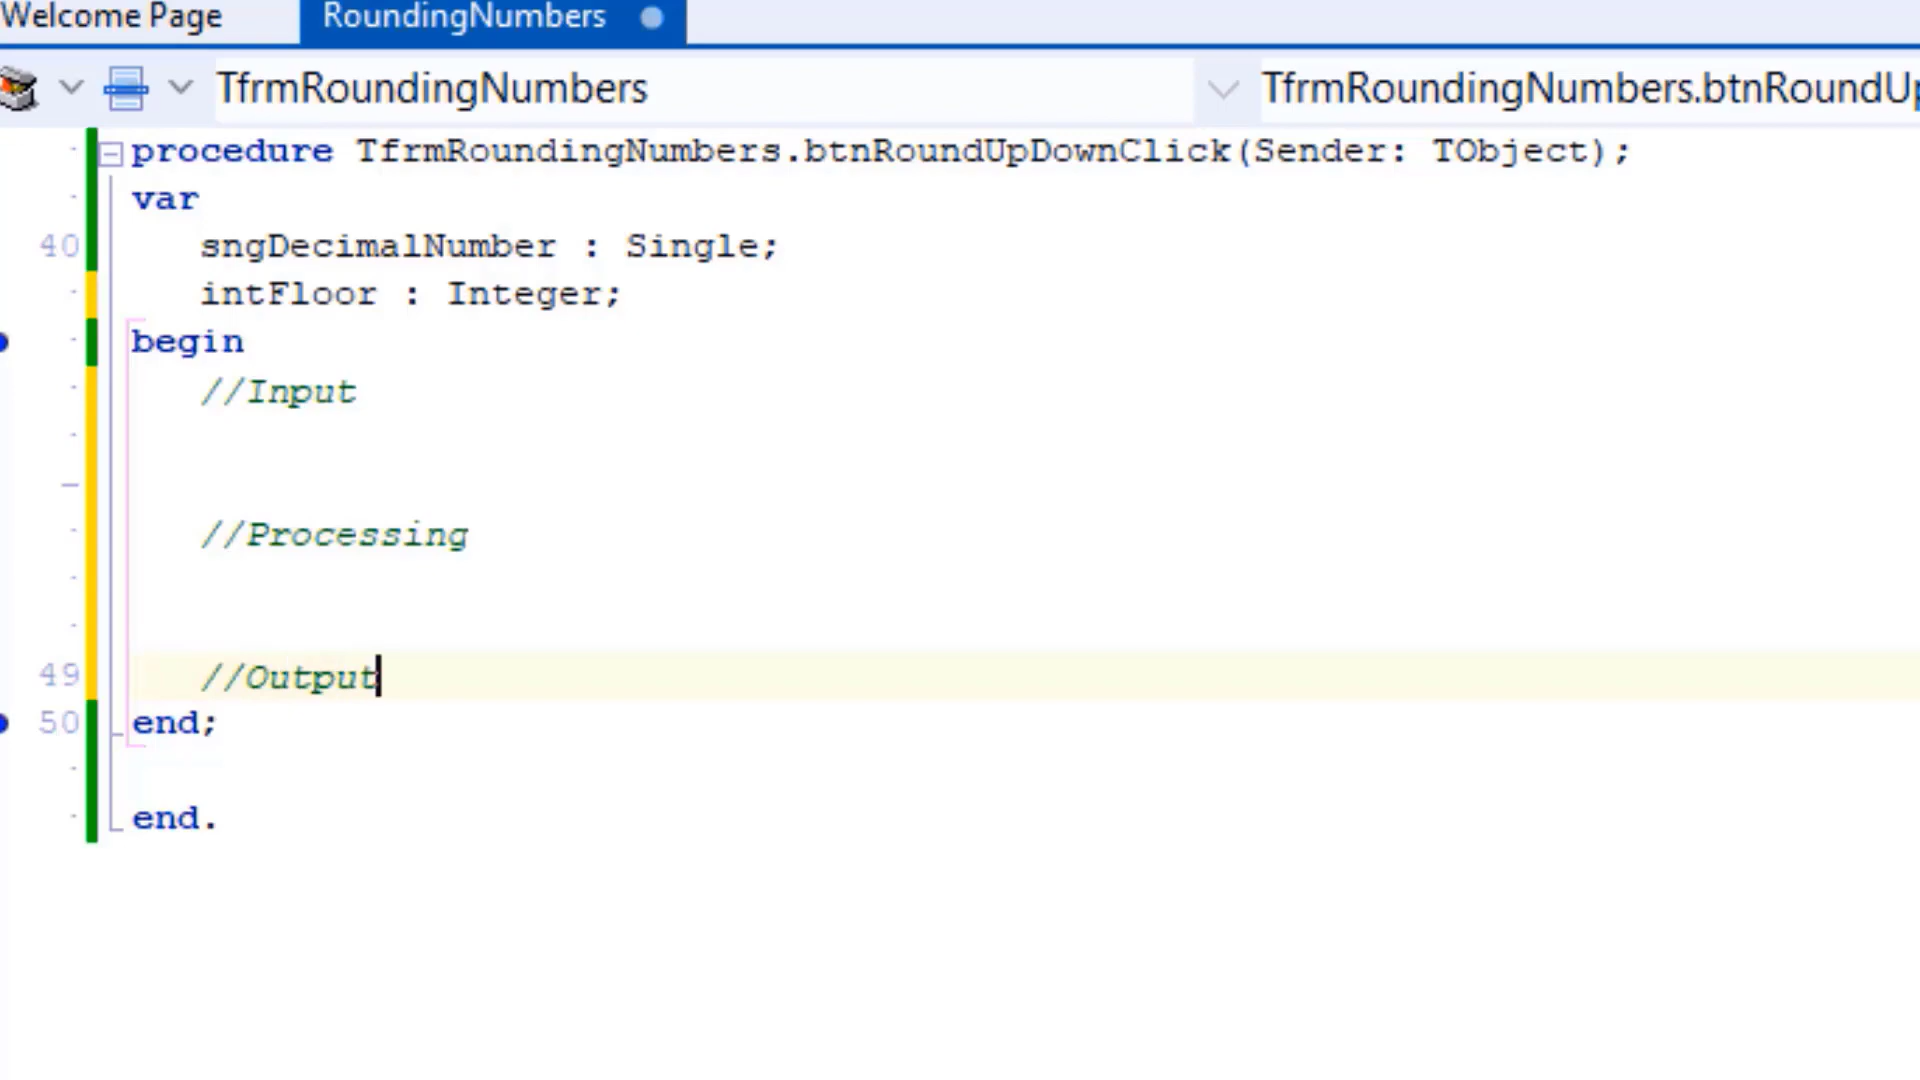 Welcome Page
RoundingNumbers
TfrmRoundingNumbers
TfrmRoundingNumbers.btnRoundUp
procedure TfrmRoundingNumbers.btnRoundUpDownClick(Sender: TObject);
var
40 sngDecimalNumber : Single;
intFloor : Integer;
begin
//Input
//Processing
49 //Output
50 end;
end.